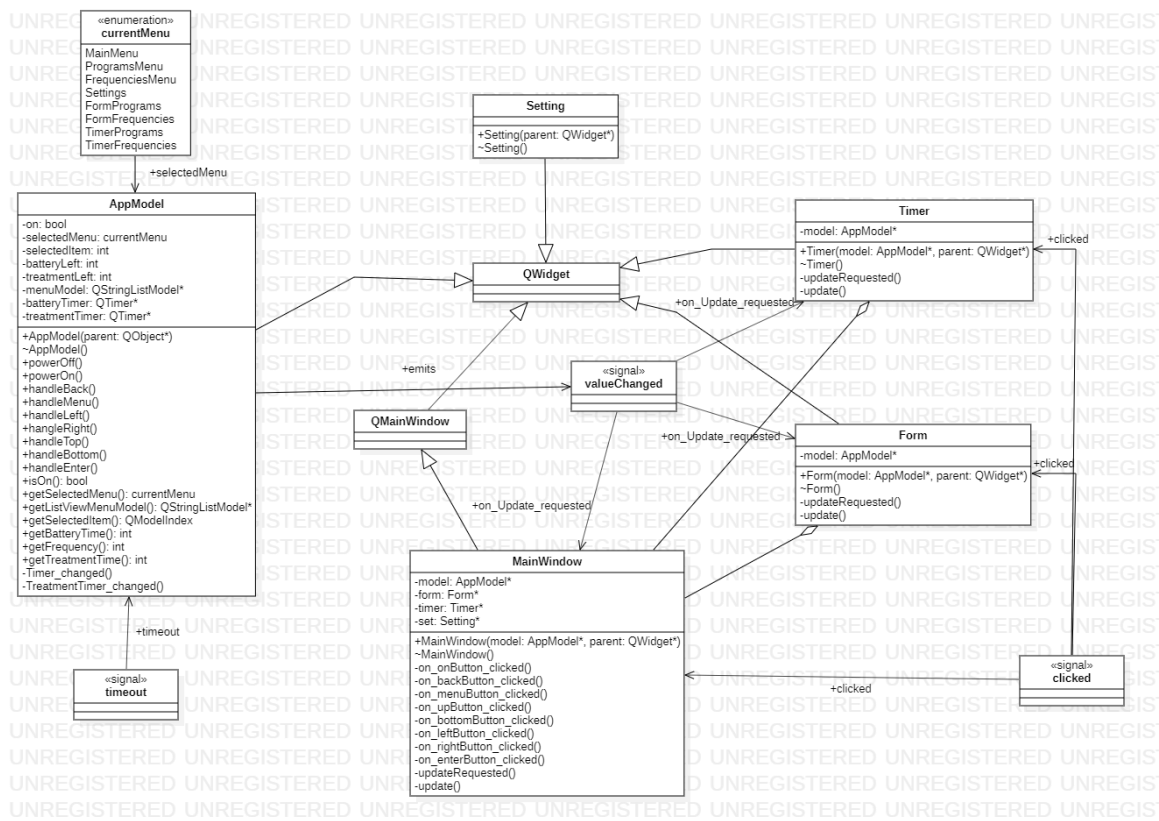 «enumeration»
currentMenu
MainMenu
ProgramsMenu
FrequenciesMenu
Settings
FormPrograms
FormFrequencies
TimerPrograms
TimerFrequencies
+selectedMenu
AppModel
-on: bool
-selectedMenu: currentMenu
-selectedItem: int
-batteryLeft: int
-treatmentLeft: int
-menuModel: QStringListModel*
-batteryTimer: QTimer*
-treatmentTimer: QTimer*
+AppModel(parent: QObject*)
~AppModel()
+powerOff()
+powerOn()
+handleBack()
+handleMenu()
+handleLeft()
+hangleRight()
+handleTop()
+handleBottom()
+handleEnter()
+isOn(): bool
+getSelectedMenu(): currentMenu
+getListViewMenuModel(): QStringListModel*
+getSelectedItem(): QModelIndex
+getBatteryTime(): int
+getFrequency(): int
+getTreatmentTime(): int
-Timer_changed()
-TreatmentTimer_changed()
+timeout
«signal»
timeout
Setting
+Setting(parent: QWidget*)
~Setting()
QWidget
+emits
QMainWindow
«signal»
valueChanged
+on_Update_requested
+on_Update_requested
+on_Update_requested
Timer
-model: AppModel*
+Timer(model: AppModel*, parent: QWidget*)
~Timer()
-updateRequested()
-update()
+clicked
Form
-model: AppModel*
+Form(model: AppModel*, parent: QWidget*)
~Form()
-updateRequested()
-update()
+clicked
MainWindow
-model: AppModel*
-form: Form*
-timer: Timer*
-set: Setting*
+MainWindow(model: AppModel*, parent: QWidget*)
~MainWindow()
-on_onButton_clicked()
-on_backButton_clicked()
-on_menuButton_clicked()
-on_upButton_clicked()
-on_bottomButton_clicked()
-on_leftButton_clicked()
-on_rightButton_clicked()
-on_enterButton_clicked()
-updateRequested()
-update()
+clicked
«signal»
clicked